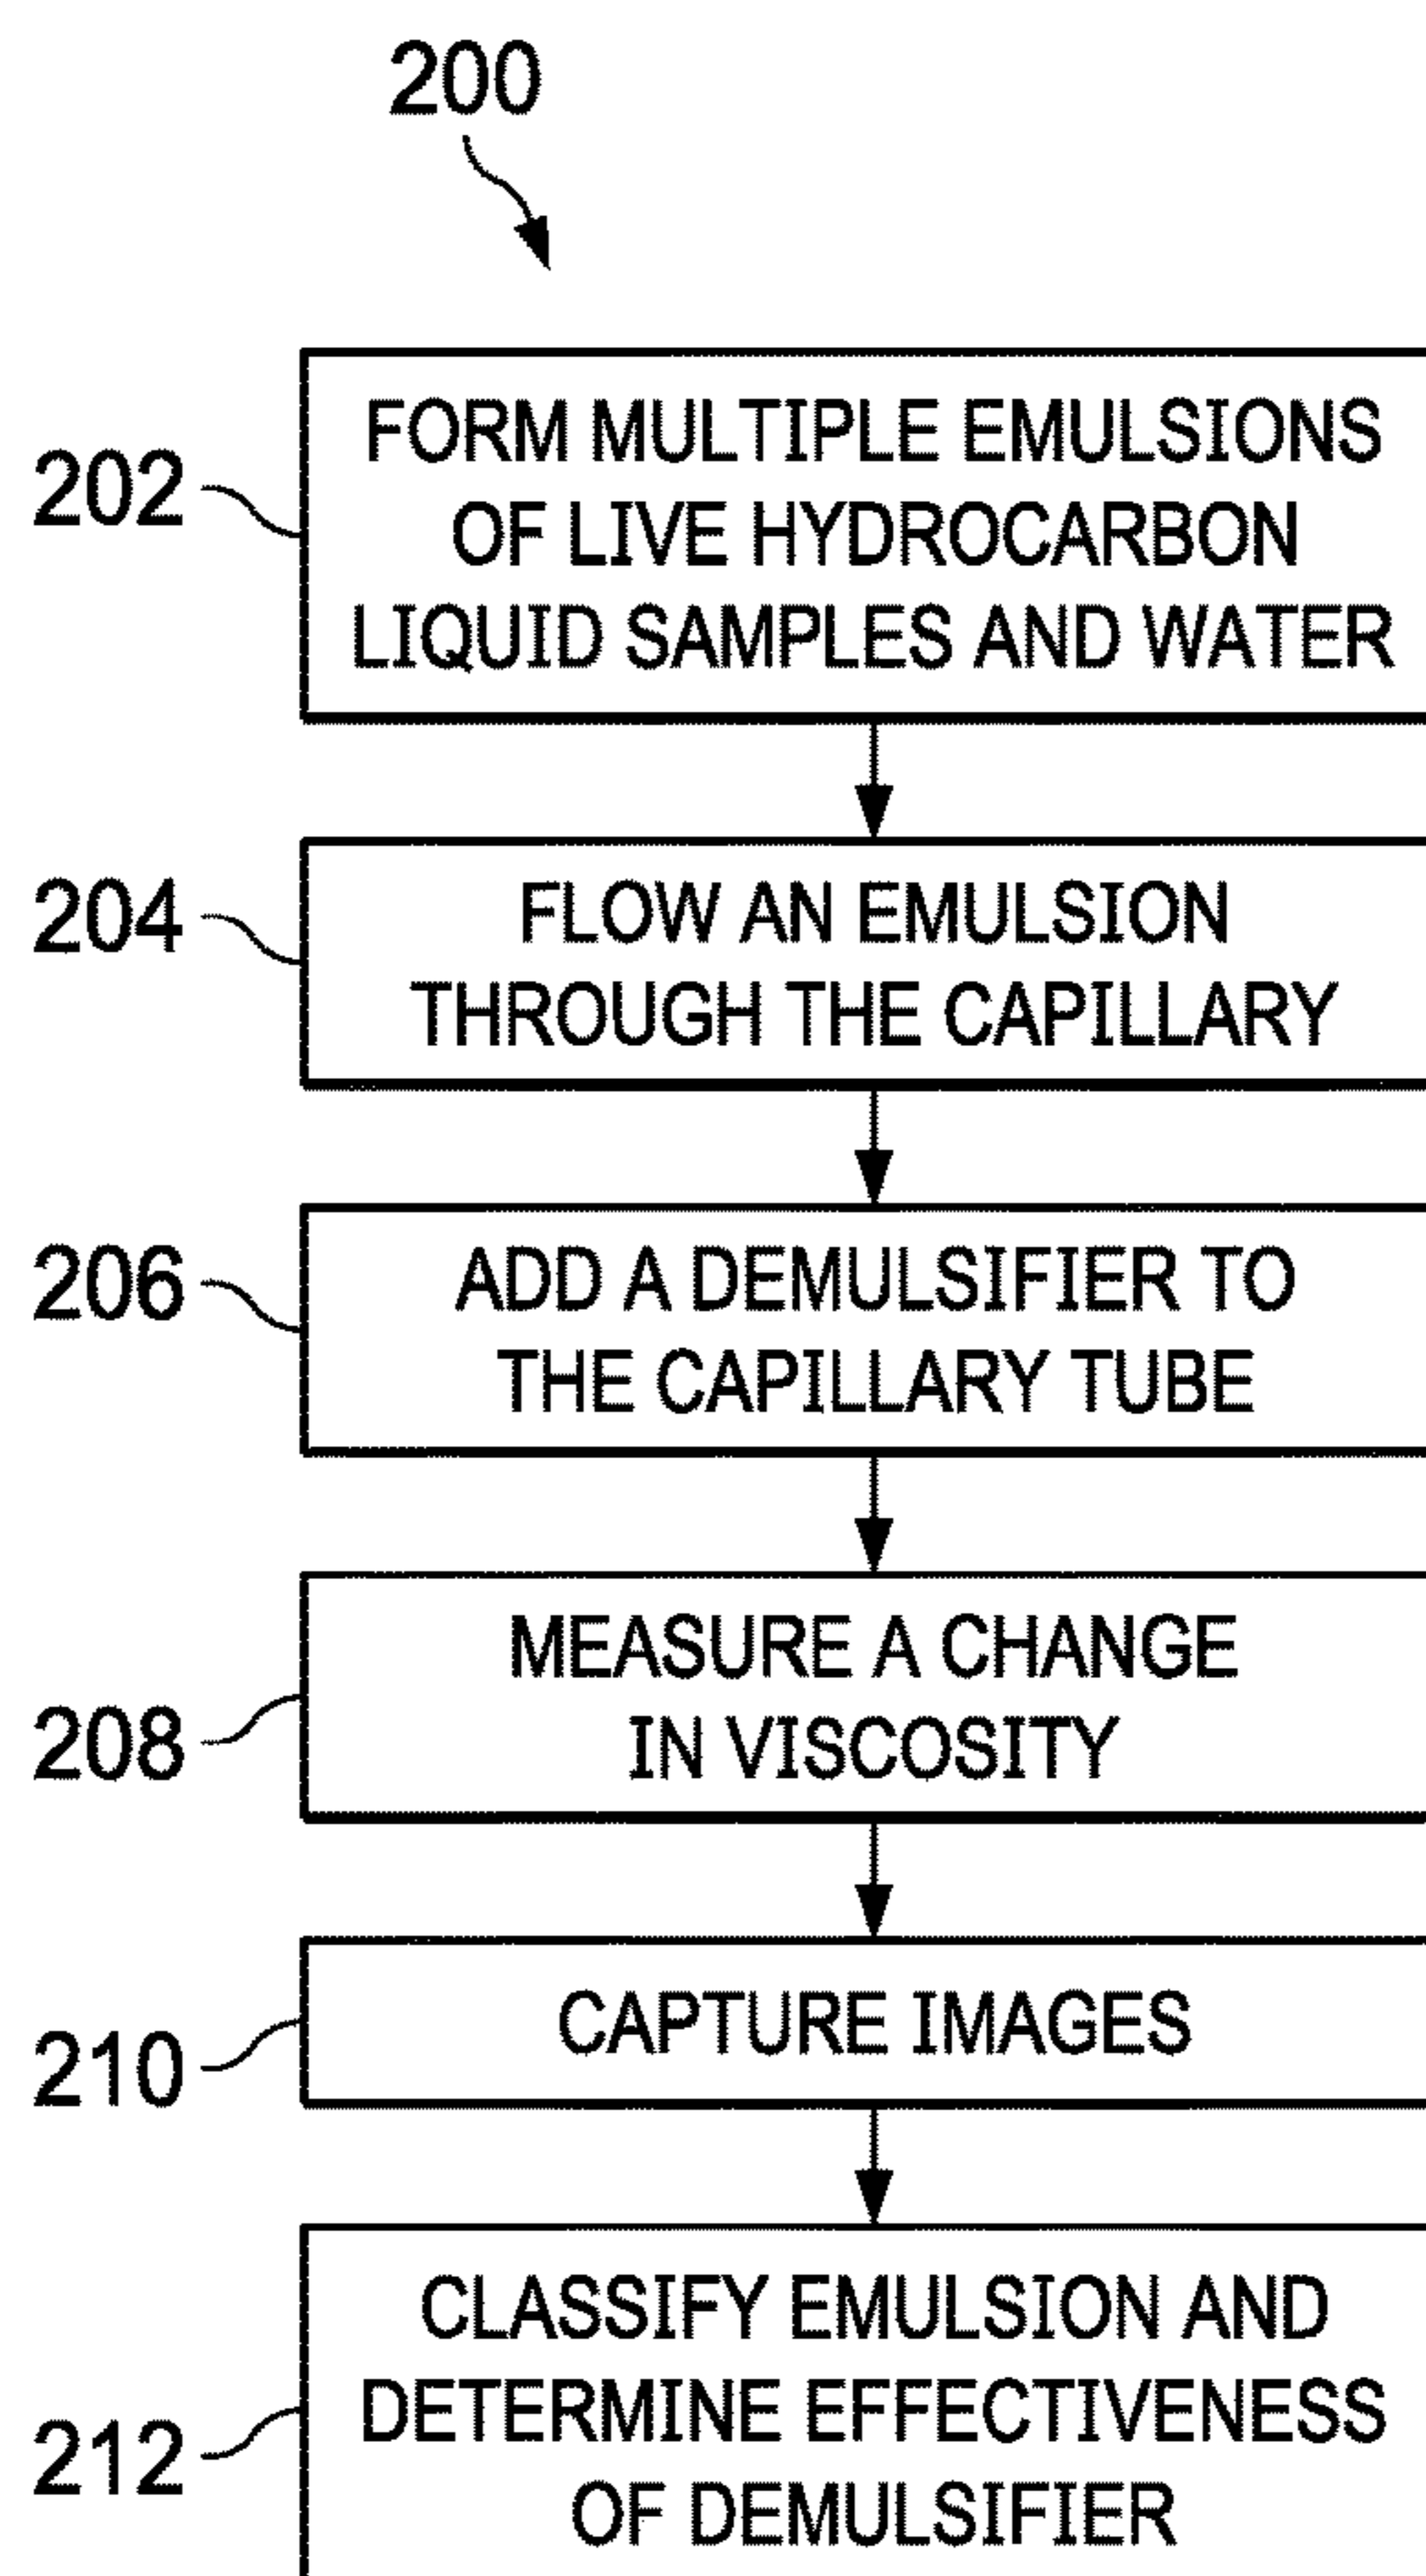 200
202
FORM MULTIPLE EMULSIONS
OF LIVE HYDROCARBON
LIQUID SAMPLES AND WATER
204
FLOW AN EMULSION
THROUGH THE CAPILLARY
206
ADD A DEMULSIFIER TO
THE CAPILLARY TUBE
208
MEASURE A CHANGE
IN VISCOSITY
210
CAPTURE IMAGES
212
CLASSIFY EMULSION AND
DETERMINE EFFECTIVENESS
OF DEMULSIFIER